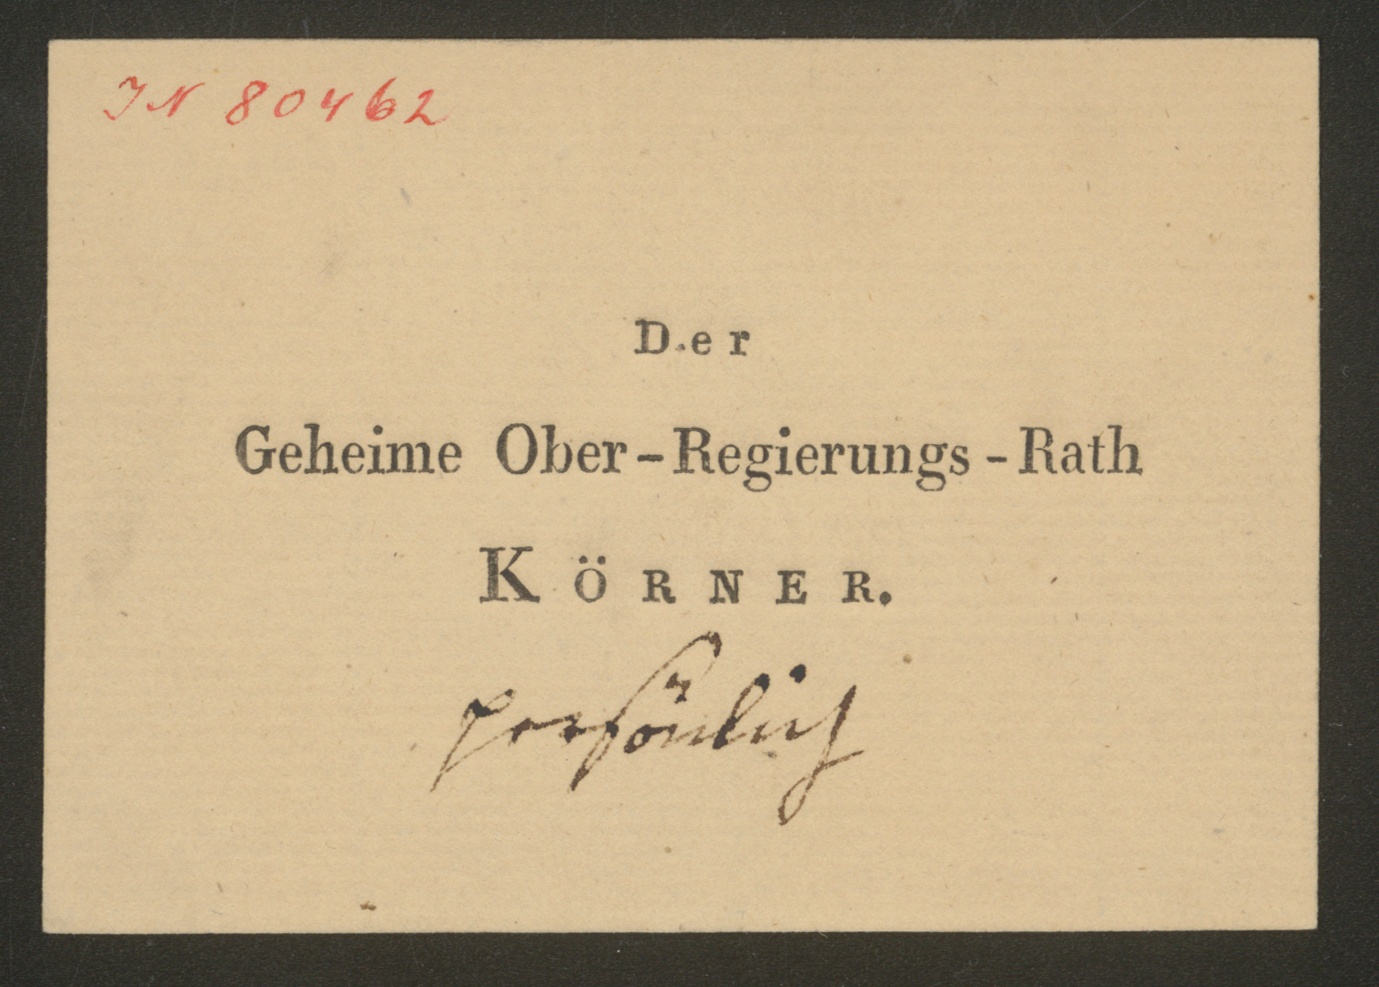 IN 80462
Der
Geheime Ober-Regierungs-Rath
KÖRNER.
persönlich